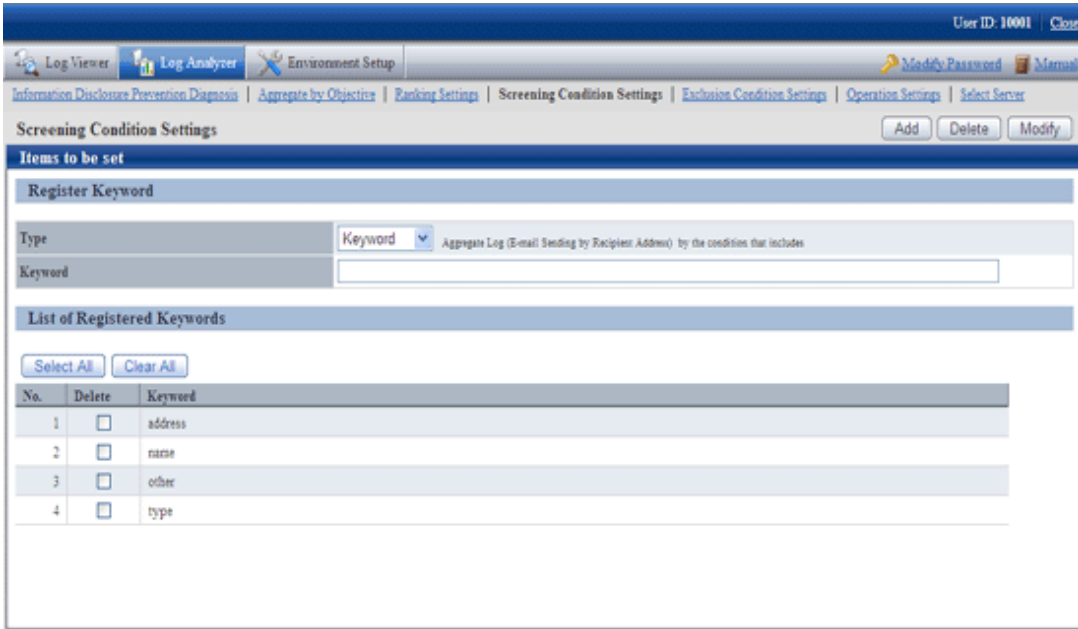 User ID: 10001 | Close
Log Viewer Log Analyzer Environment Setup Modify Password Manual
Information Disclosure Prevention Diagnosis | Aggregate by Objective | Ranking Settings | Screening Condition Settings | Exclusion Condition Settings | Operation Settings | Select Server
Screening Condition Settings Add Delete Modify
Items to be set
Register Keyword
Type Keyword Aggregate Log (E-mail Sending by Recipient Address) by the condition that includes
Keyword
List of Registered Keywords
Select All Clear All
No. Delete Keyword
1 address
2 name
3 other
4 type